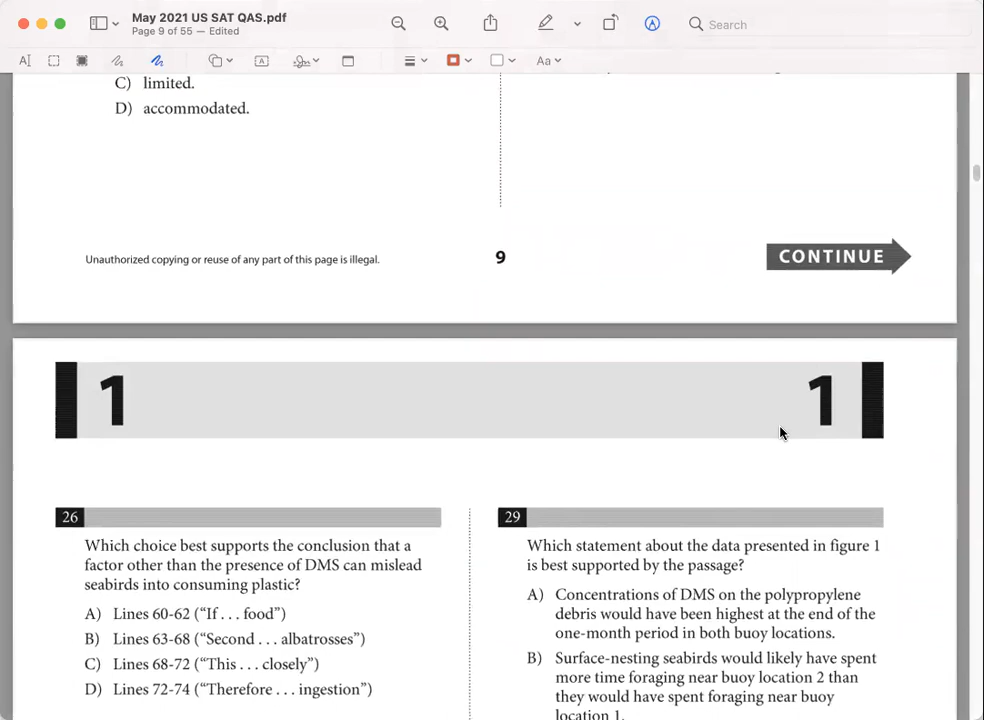 May 2021 US SAT QAS.pdf
Page 9 of 55 — Edited
Search
Aa
C) limited.
D) accommodated.
Unauthorized copying or reuse of any part of this page is illegal.
9
CONTINUE
1
1
26
Which choice best supports the conclusion that a
factor other than the presence of DMS can mislead
seabirds into consuming plastic?
A) Lines 60-62 (“If . . . food”)
B) Lines 63-68 (“Second . . . albatrosses”)
C) Lines 68-72 (“This . . . closely”)
D) Lines 72-74 (“Therefore . . . ingestion”)
29
Which statement about the data presented in figure 1
is best supported by the passage?
A) Concentrations of DMS on the polypropylene
debris would have been highest at the end of the
one-month period in both buoy locations.
B) Surface-nesting seabirds would likely have spent
more time foraging near buoy location 2 than
they would have spent foraging near buoy
location 1.